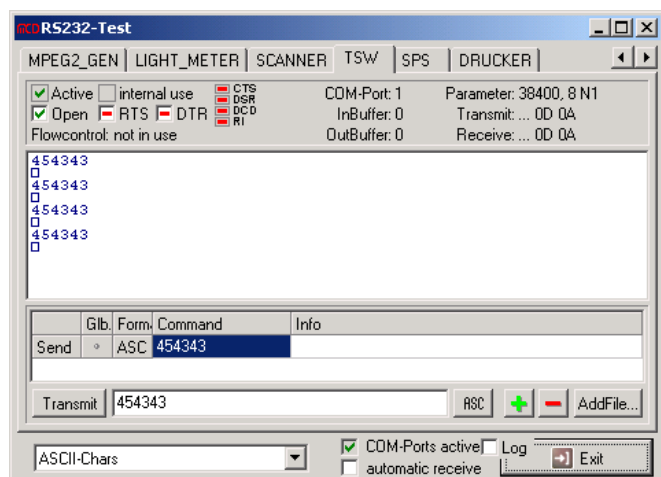 MCD RS232-Test
MPEG2_GEN LIGHT_METER SCANNER TSW SPS DRUCKER
Active internal use CTS DSR DCD RI COM-Port: 1 Parameter: 38400, 8 N1
Open RTS DTR InBuffer: 0 Transmit: ... 0D 0A
Flowcontrol: not in use OutBuffer: 0 Receive: ... 0D 0A
454343
454343
454343
454343
Glb. Form. Command Info
Send ASC 454343
Transmit 454343 ASC AddFile...
ASCII-Chars COM-Ports active Log Exit
automatic receive